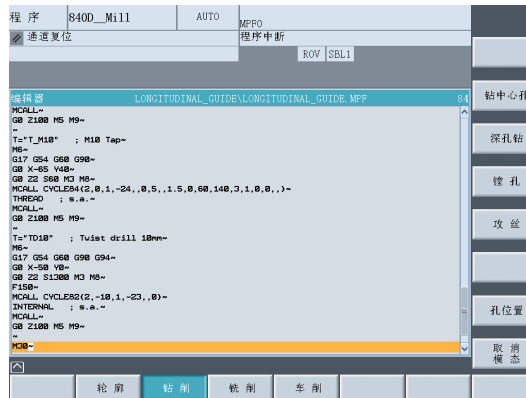 程 序 840D__Mill AUTO MPF0
通道复位 程序中断
ROV SBL1
编辑器 LONGITUDINAL_GUIDE\LONGITUDINAL_GUIDE.MPF 84
MCALL~
G0 Z100 M5 M9~
~
T="T_M10" ; M10 Tap~
M6~
G17 G54 G60 G90~
G0 X-65 Y40~
G0 Z2 S60 M3 M8~
MCALL CYCLE84(2,0,1,-24,,0,5,,1.5,0,60,140,3,1,0,0,,)~
THREAD ; s.a.~
MCALL~
G0 Z100 M5 M9~
~
T="TD10" ; Twist drill 10mm~
M6~
G17 G54 G60 G90 G94~
G0 X-50 Y0~
G0 Z2 S1300 M3 M8~
F150~
MCALL CYCLE82(2,-10,1,-23,,0)~
INTERNAL ; s.a.~
MCALL~
G0 Z100 M5 M9~
~
M30~
钻中心孔
深孔钻
镗 孔
攻 丝
孔位置
取 消
模 态
轮 廓 钻 削 铣 削 车 削